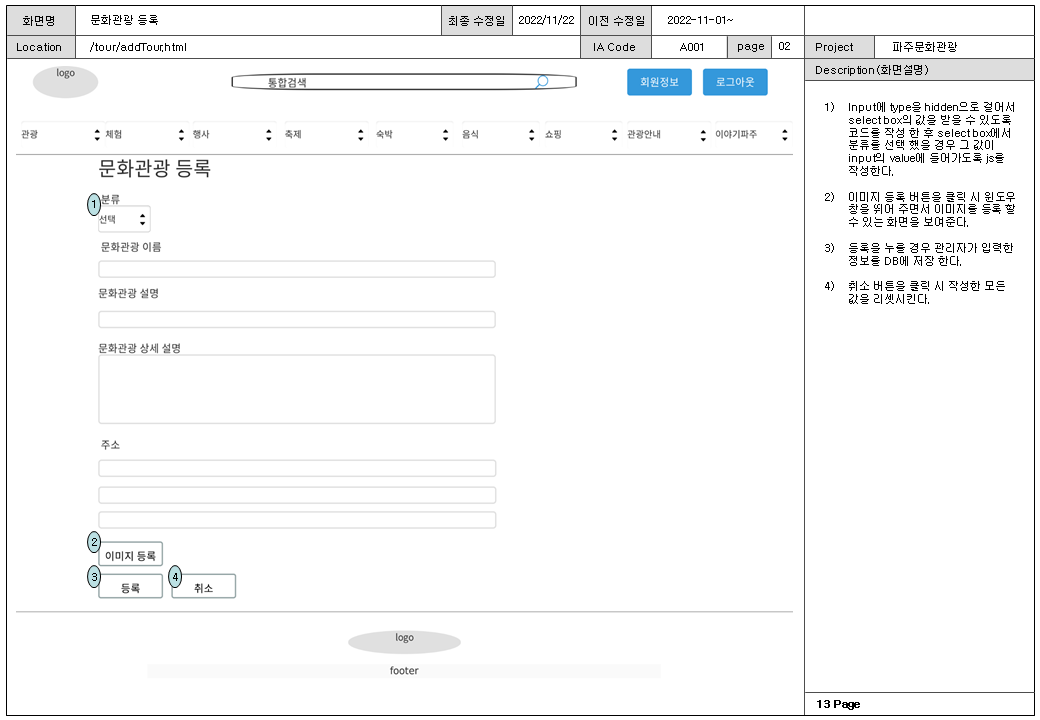 화면명 문화관광 등록 최종 수정일 2022/11/22 이전 수정일 2022-11-01~
Location /tour/addTour.html IA Code A001 page 02 Project 파주문화관광
Description(화면설명)
logo 통합검색 회원정보 로그아웃
관광 체험 행사 축제 숙박 음식 쇼핑 관광안내 이야기파주
문화관광 등록
1 분류
선택
문화관광 이름
문화관광 설명
문화관광 상세 설명
주소
2 이미지 등록
3 등록 4 취소
logo
footer
1) Input에 type을 hidden으로 걸어서
select box의 값을 받을 수 있도록
코드를 작성 한 후 select box에서
분류를 선택 했을 경우 그 값이
input의 value에 들어가도록 js를
작성한다.
2) 이미지 등록 버튼을 클릭 시 윈도우
창을 뛰어 주면서 이미지를 등록 할
수 있는 화면을 보여준다.
3) 등록을 누를 경우 관리자가 입력한
정보를 DB에 저장 한다.
4) 취소 버튼을 클릭 시 작성한 모든
값을 리셋시킨다.
13 Page